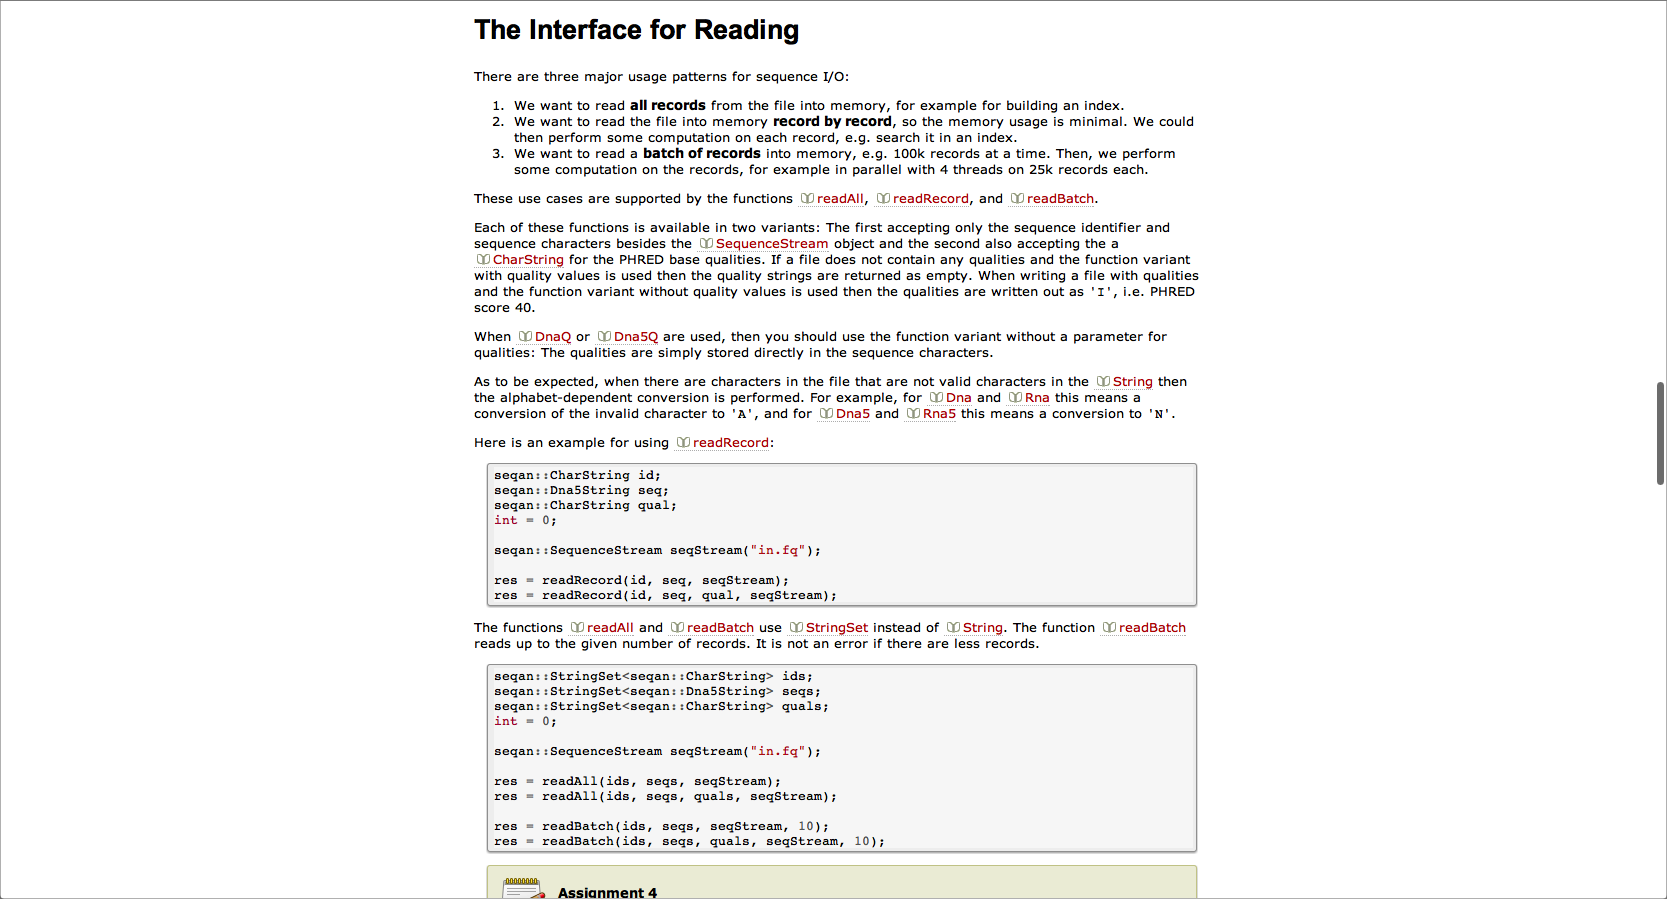 The Interface for Reading
There are three major usage patterns for sequence I/O:
1. We want to read all records from the file into memory, for example for building an index.
2. We want to read the file into memory record by record, so the memory usage is minimal. We could
then perform some computation on each record, e.g. search it in an index.
3. We want to read a batch of records into memory, e.g. 100k records at a time. Then, we perform
some computation on the records, for example in parallel with 4 threads on 25k records each.
These use cases are supported by the functions readAll, readRecord, and readBatch.
Each of these functions is available in two variants: The first accepting only the sequence identifier and
sequence characters besides the SequenceStream object and the second also accepting the a
CharString for the PHRED base qualities. If a file does not contain any qualities and the function variant
with quality values is used then the quality strings are returned as empty. When writing a file with qualities
and the function variant without quality values is used then the qualities are written out as 'I', i.e. PHRED
score 40.
When DnaQ or Dna5Q are used, then you should use the function variant without a parameter for
qualities: The qualities are simply stored directly in the sequence characters.
As to be expected, when there are characters in the file that are not valid characters in the String then
the alphabet-dependent conversion is performed. For example, for Dna and Rna this means a
conversion of the invalid character to 'A', and for Dna5 and Rna5 this means a conversion to 'N'.
Here is an example for using readRecord:
seqan::CharString id;
seqan::Dna5String seq;
seqan::CharString qual;
int = 0;
seqan::SequenceStream seqStream("in.fq");
res = readRecord(id, seq, seqStream);
res = readRecord(id, seq, qual, seqStream);
The functions readAll and readBatch use StringSet instead of String. The function readBatch
reads up to the given number of records. It is not an error if there are less records.
seqan::StringSet<seqan::CharString> ids;
seqan::StringSet<seqan::Dna5String> seqs;
seqan::StringSet<seqan::CharString> quals;
int = 0;
seqan::SequenceStream seqStream("in.fq");
res = readAll(ids, seqs, seqStream);
res = readAll(ids, seqs, quals, seqStream);
res = readBatch(ids, seqs, seqStream, 10);
res = readBatch(ids, seqs, quals, seqStream, 10);
Assignment 4